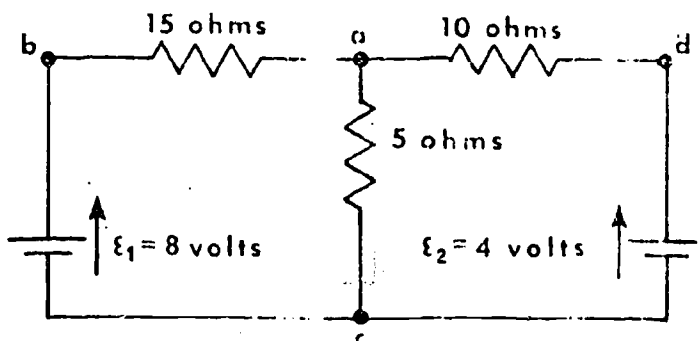 15 ohms
10 ohms
b
a
d
5 ohms
ε₁ = 8 volts
ε₂ = 4 volts